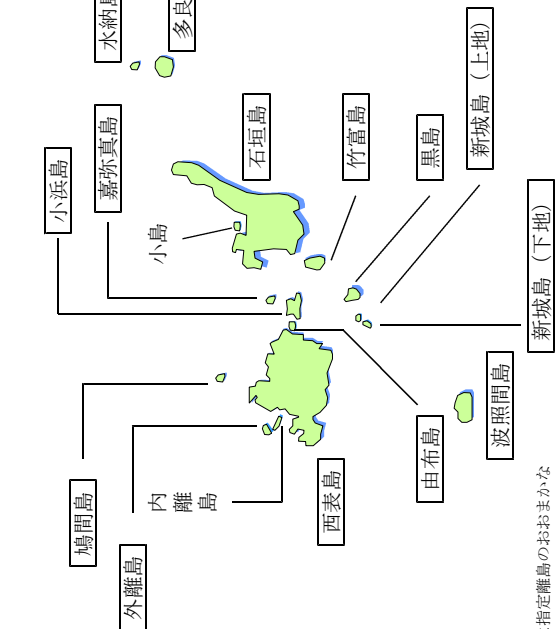 水納島
多良
新城島（上地）
石垣島
竹富島
黒島
嘉弥真島
小浜島
小島
新城島（下地）
波照間島
由布島
西表島
内離島
鳩間島
外離島
指定離島のおおまかな